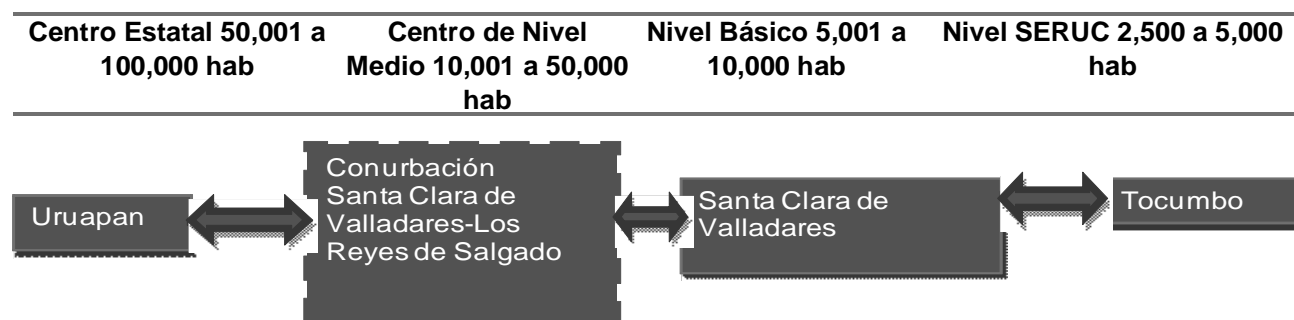 Centro Estatal 50,001 a
100,000 hab
Centro de Nivel
Medio 10,001 a 50,000
hab
Nivel Básico 5,001 a
10,000 hab
Nivel SERUC 2,500 a 5,000
hab
Uruapan
Conurbación
Santa Clara de
Valladares-Los
Reyes de Salgado
Santa Clara de
Valladares
Tocumbo